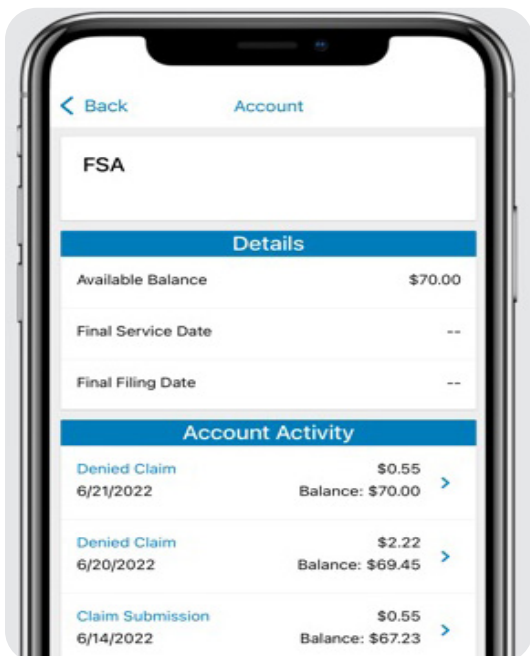 Back
Account
FSA
Details
Available Balance $70.00
Final Service Date --
Final Filing Date --
Account Activity
Denied Claim $0.55
6/21/2022 Balance: $70.00
Denied Claim $2.22
6/20/2022 Balance: $69.45
Claim Submission $0.55
6/14/2022 Balance: $67.23